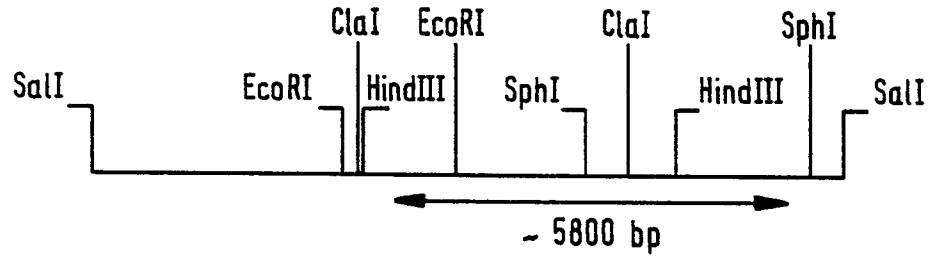 ClaI EcoRI ClaI SphI
SalI EcoRI HindIII SphI HindIII SalI
~ 5800 bp